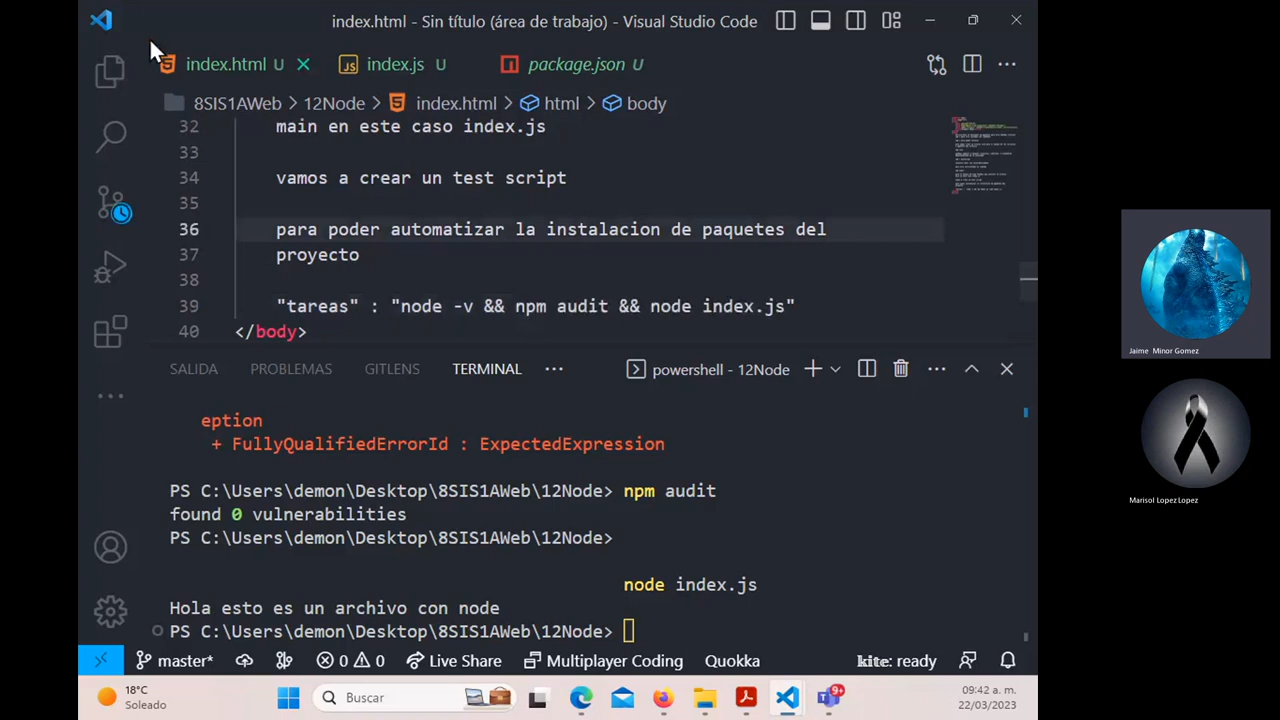 index.html - Sin título (área de trabajo) - Visual Studio Code
index.html U
JS index.js U
package.json U
8SIS1AWeb > 12Node > index.html > html > body
32 main en este caso index.js
33
34 vamos a crear un test script
35
36 para poder automatizar la instalacion de paquetes del
37 proyecto
38
39 "tareas" : "node -v && npm audit && node index.js"
40 </body>
SALIDA PROBLEMAS GITLENS TERMINAL powershell - 12Node
eption
+ FullyQualifiedErrorId : ExpectedExpression
PS C:\Users\demon\Desktop\8SIS1AWeb\12Node> npm audit
found 0 vulnerabilities
PS C:\Users\demon\Desktop\8SIS1AWeb\12Node>
node index.js
Hola esto es un archivo con node
PS C:\Users\demon\Desktop\8SIS1AWeb\12Node>
master* 0 0 Live Share Multiplayer Coding Quokka kite: ready
18°C
Soleado
Buscar
9+
09:42 a. m.
22/03/2023
Jaime Minor Gomez
Marisol Lopez Lopez